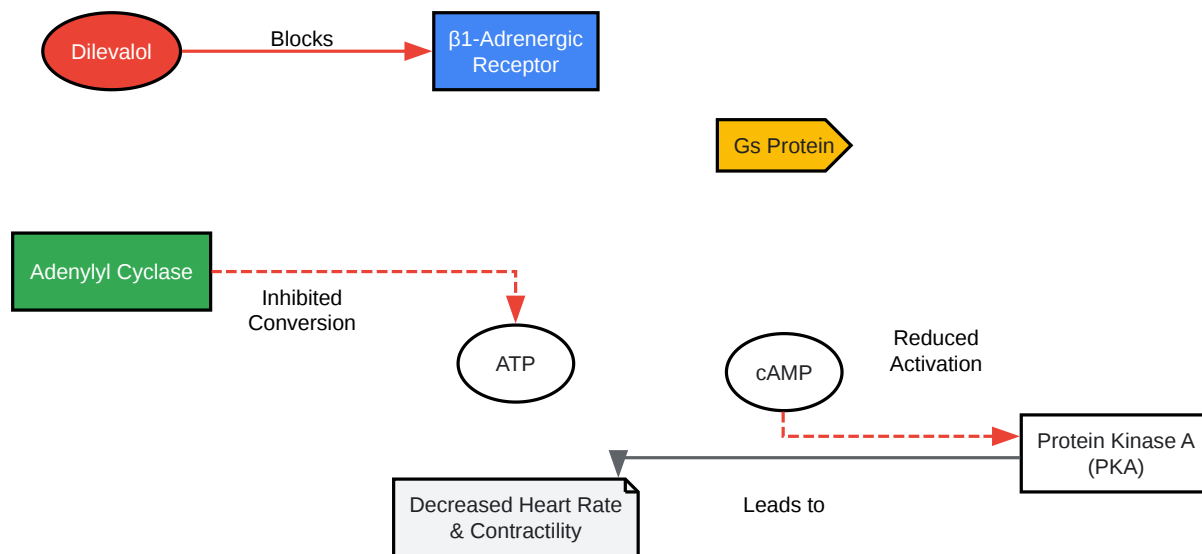 Dilevalol
Blocks
β1-Adrenergic
Receptor
Gs Protein
Adenylyl Cyclase
Inhibited
Conversion
ATP
cAMP
Reduced
Activation
Protein Kinase A
(PKA)
Decreased Heart Rate
& Contractility
Leads to